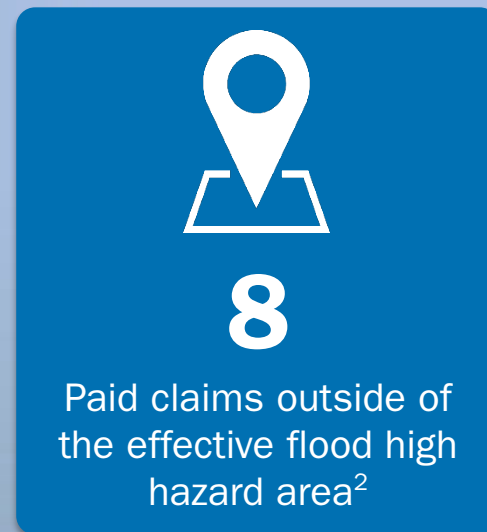 8
Paid claims outside of
the effective flood high
hazard area²